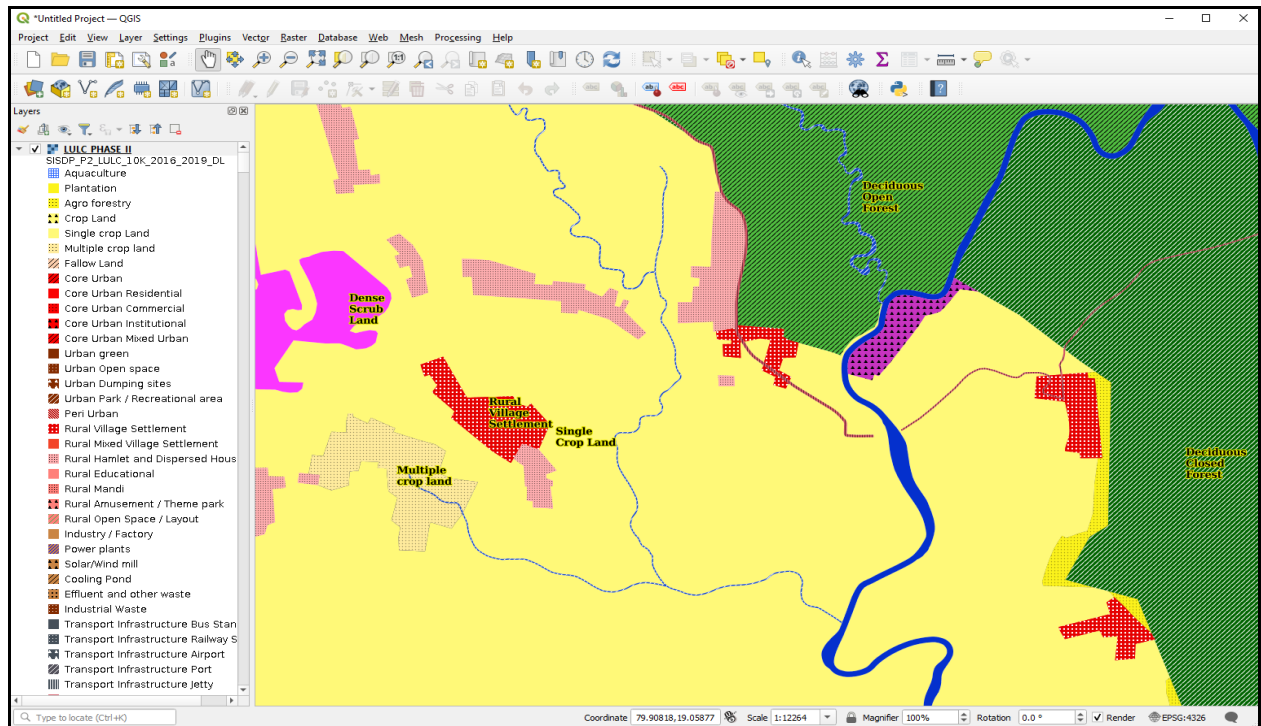 *Untitled Project — QGIS
Project Edit View Layer Settings Plugins Vector Raster Database Web Mesh Processing Help
Layers
LULC PHASE II
SISDP_P2_LULC_10K_2016_2019_DL
Aquaculture
Plantation
Agro forestry
Crop Land
Single crop Land
Multiple crop land
Fallow Land
Core Urban
Core Urban Residential
Core Urban Commercial
Core Urban Institutional
Core Urban Mixed Urban
Urban green
Urban Open space
Urban Dumping sites
Urban Park / Recreational area
Peri Urban
Rural Village Settlement
Rural Mixed Village Settlement
Rural Hamlet and Dispersed Hous
Rural Educational
Rural Mandi
Rural Amusement / Theme park
Rural Open Space / Layout
Industry / Factory
Power plants
Solar/Wind mill
Cooling Pond
Effluent and other waste
Industrial Waste
Transport Infrastructure Bus Stan
Transport Infrastructure Railway S
Transport Infrastructure Airport
Transport Infrastructure Port
Transport Infrastructure Jetty
Deciduous
Open
Forest
Dense
Scrub
Land
Rural
Village
Settlement
Single
Crop Land
Multiple
crop land
Deciduous
Closed
Forest
Type to locate (Ctrl+K)
Coordinate 79.90818,19.05877 Scale 1:12264 Magnifier 100% Rotation 0.0 ° Render EPSG:4326